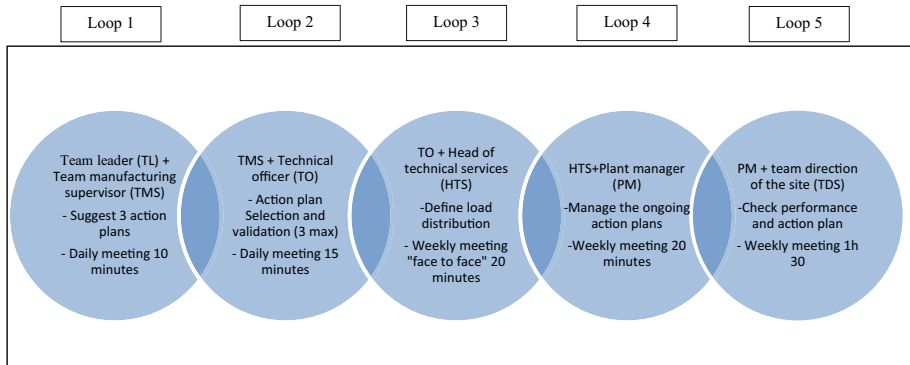 Loop 1
Loop 2
Loop 3
Loop 4
Loop 5
Team leader (TL) +
Team manufacturing
supervisor (TMS)
- Suggest 3 action
plans
- Daily meeting 10
minutes
TMS + Technical
officer (TO)
- Action plan
Selection and
validation (3 max)
- Daily meeting 15
minutes
TO + Head of
technical services
(HTS)
-Define load
distribution
- Weekly meeting
"face to face" 20
minutes
HTS+Plant manager
(PM)
-Manage the ongoing
action plans
-Weekly meeting 20
minutes
PM + team direction
of the site (TDS)
-Check performance
and action plan
- Weekly meeting 1h
30